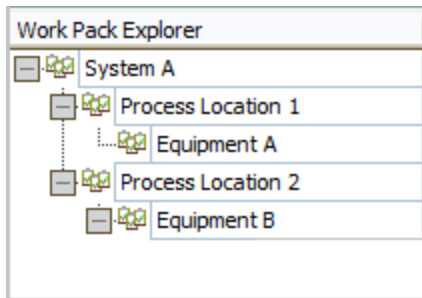 Work Pack Explorer
System A
Process Location 1
Equipment A
Process Location 2
Equipment B